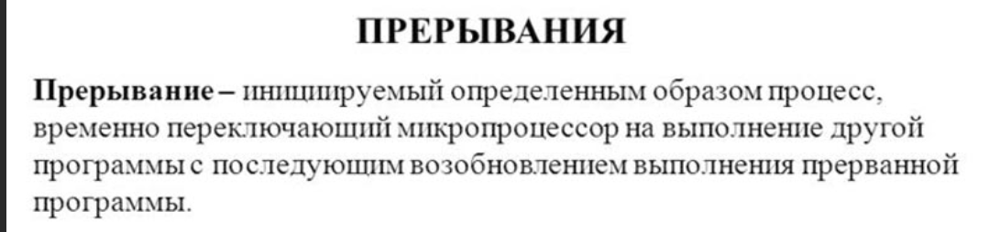 ПРЕРЫВАНИЯ
Прерывание – инициируемый определенным образом процесс,
временно переключающий микропроцессор на выполнение другой
программы с последующим возобновлением выполнения прерванной
программы.